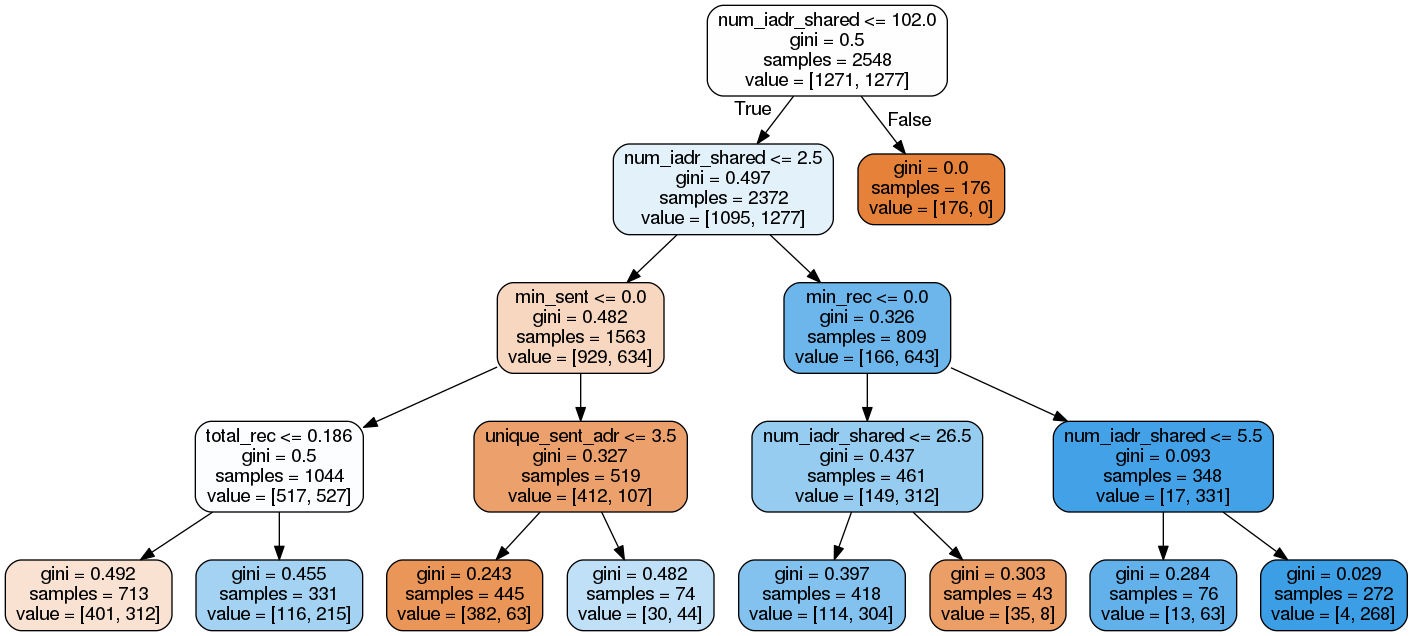 num_iadr_shared <= 102.0
gini = 0.5
samples = 2548
value = [1271, 1277]
True
False
num_iadr_shared <= 2.5
gini = 0.497
samples = 2372
value = [1095, 1277]
gini = 0.0
samples = 176
value = [176, 0]
min_sent <= 0.0
gini = 0.482
samples = 1563
value = [929, 634]
min_rec <= 0.0
gini = 0.326
samples = 809
value = [166, 643]
total_rec <= 0.186
gini = 0.5
samples = 1044
value = [517, 527]
unique_sent_adr <= 3.5
gini = 0.327
samples = 519
value = [412, 107]
num_iadr_shared <= 26.5
gini = 0.437
samples = 461
value = [149, 312]
num_iadr_shared <= 5.5
gini = 0.093
samples = 348
value = [17, 331]
gini = 0.492
samples = 713
value = [401, 312]
gini = 0.455
samples = 331
value = [116, 215]
gini = 0.243
samples = 445
value = [382, 63]
gini = 0.482
samples = 74
value = [30, 44]
gini = 0.397
samples = 418
value = [114, 304]
gini = 0.303
samples = 43
value = [35, 8]
gini = 0.284
samples = 76
value = [13, 63]
gini = 0.029
samples = 272
value = [4, 268]